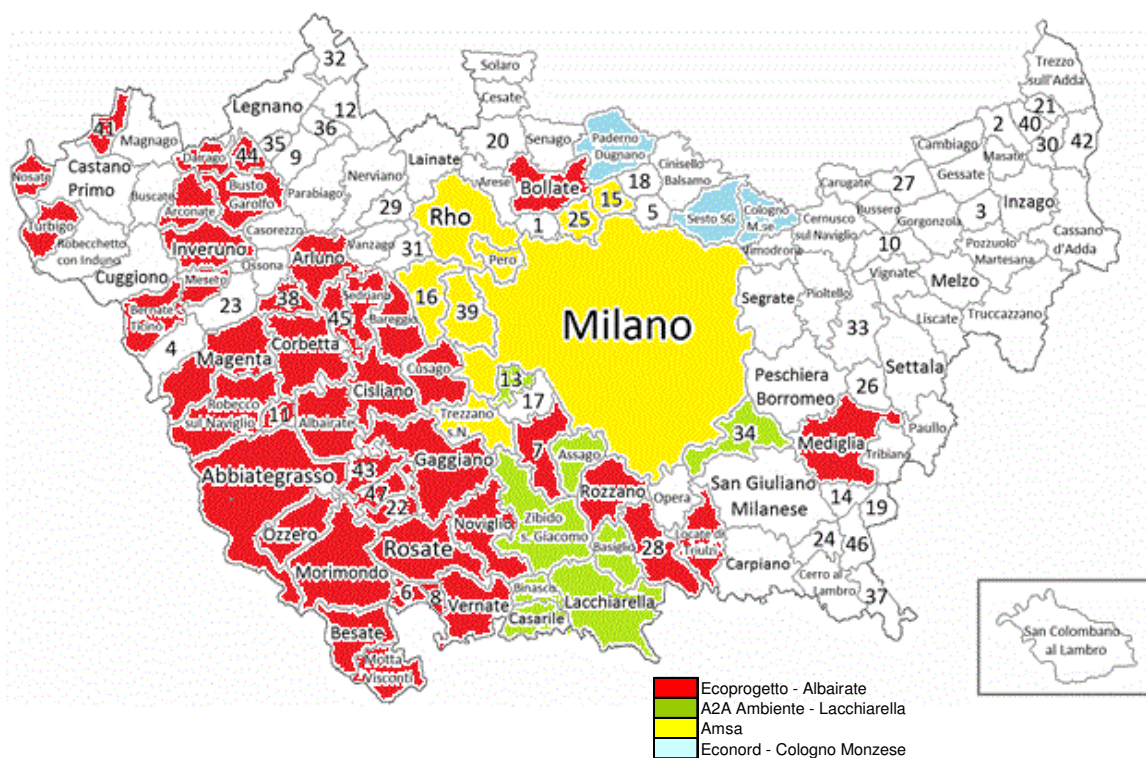 32
Trezzo
sull'Adda
Solaro
Cesate
Legnano
12
36
41
Magnago
35
9
44
Dairago
20
Senago
Paderno
Dugnano
Cinisello
Balsamo
Lainate
Nerviano
Parabiago
Castano
Primo
Nosate
Buscate
Busto
Garolfo
Arconate
Arese
Bollate
15
18
25
1
5
Sesto SG
Cologno
M.se
Vimodrona
Cernusco
sul Naviglio
Carugate
27
Bussero
Gorgonzola
Cambiago
Gessate
Masate
2
21
40
30
42
3
Inzago
Pozzuolo
Martesana
Cassano
d'Adda
10
Vignate
Melzo
Truccazzano
Liscate
Turbigo
Robecchetto
con Induno
Casorezzo
Inveruno
Cuggiono
Mesero
Ossona
Arluno
Vanzago
29
31
Rho
Pero
Bernate
Ticino
23
38
45
Sedriano
Bareggio
16
39
Milano
Segrate
Pioltello
33
Settala
4
Magenta
Corbetta
Cusago
Cisliano
13
17
Peschiera
Borromeo
26
Robecco
sul Naviglio
11
Albairate
Trezzano
s.N.
7
Assago
34
Mediglia
Paullo
Tribiano
Abbiategrasso
43
47
22
Gaggiano
Rozzano
Opera
San Giuliano
Milanese
14
19
Ozzero
Noviglio
Zibido
s. Giacomo
Basiglio
28
Locate di
Triulzi
24
46
Rosate
Morimondo
Carpiano
Cerro al
Lambro
37
6
8
Vernate
Binasco
Casarile
Lacchiarella
Besate
Motta
Visconti
San Colombano
al Lambro
Ecoprogetto - Albairate
A2A Ambiente - Lacchiarella
Amsa
Econord - Cologno Monzese